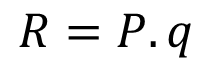 R = P. q